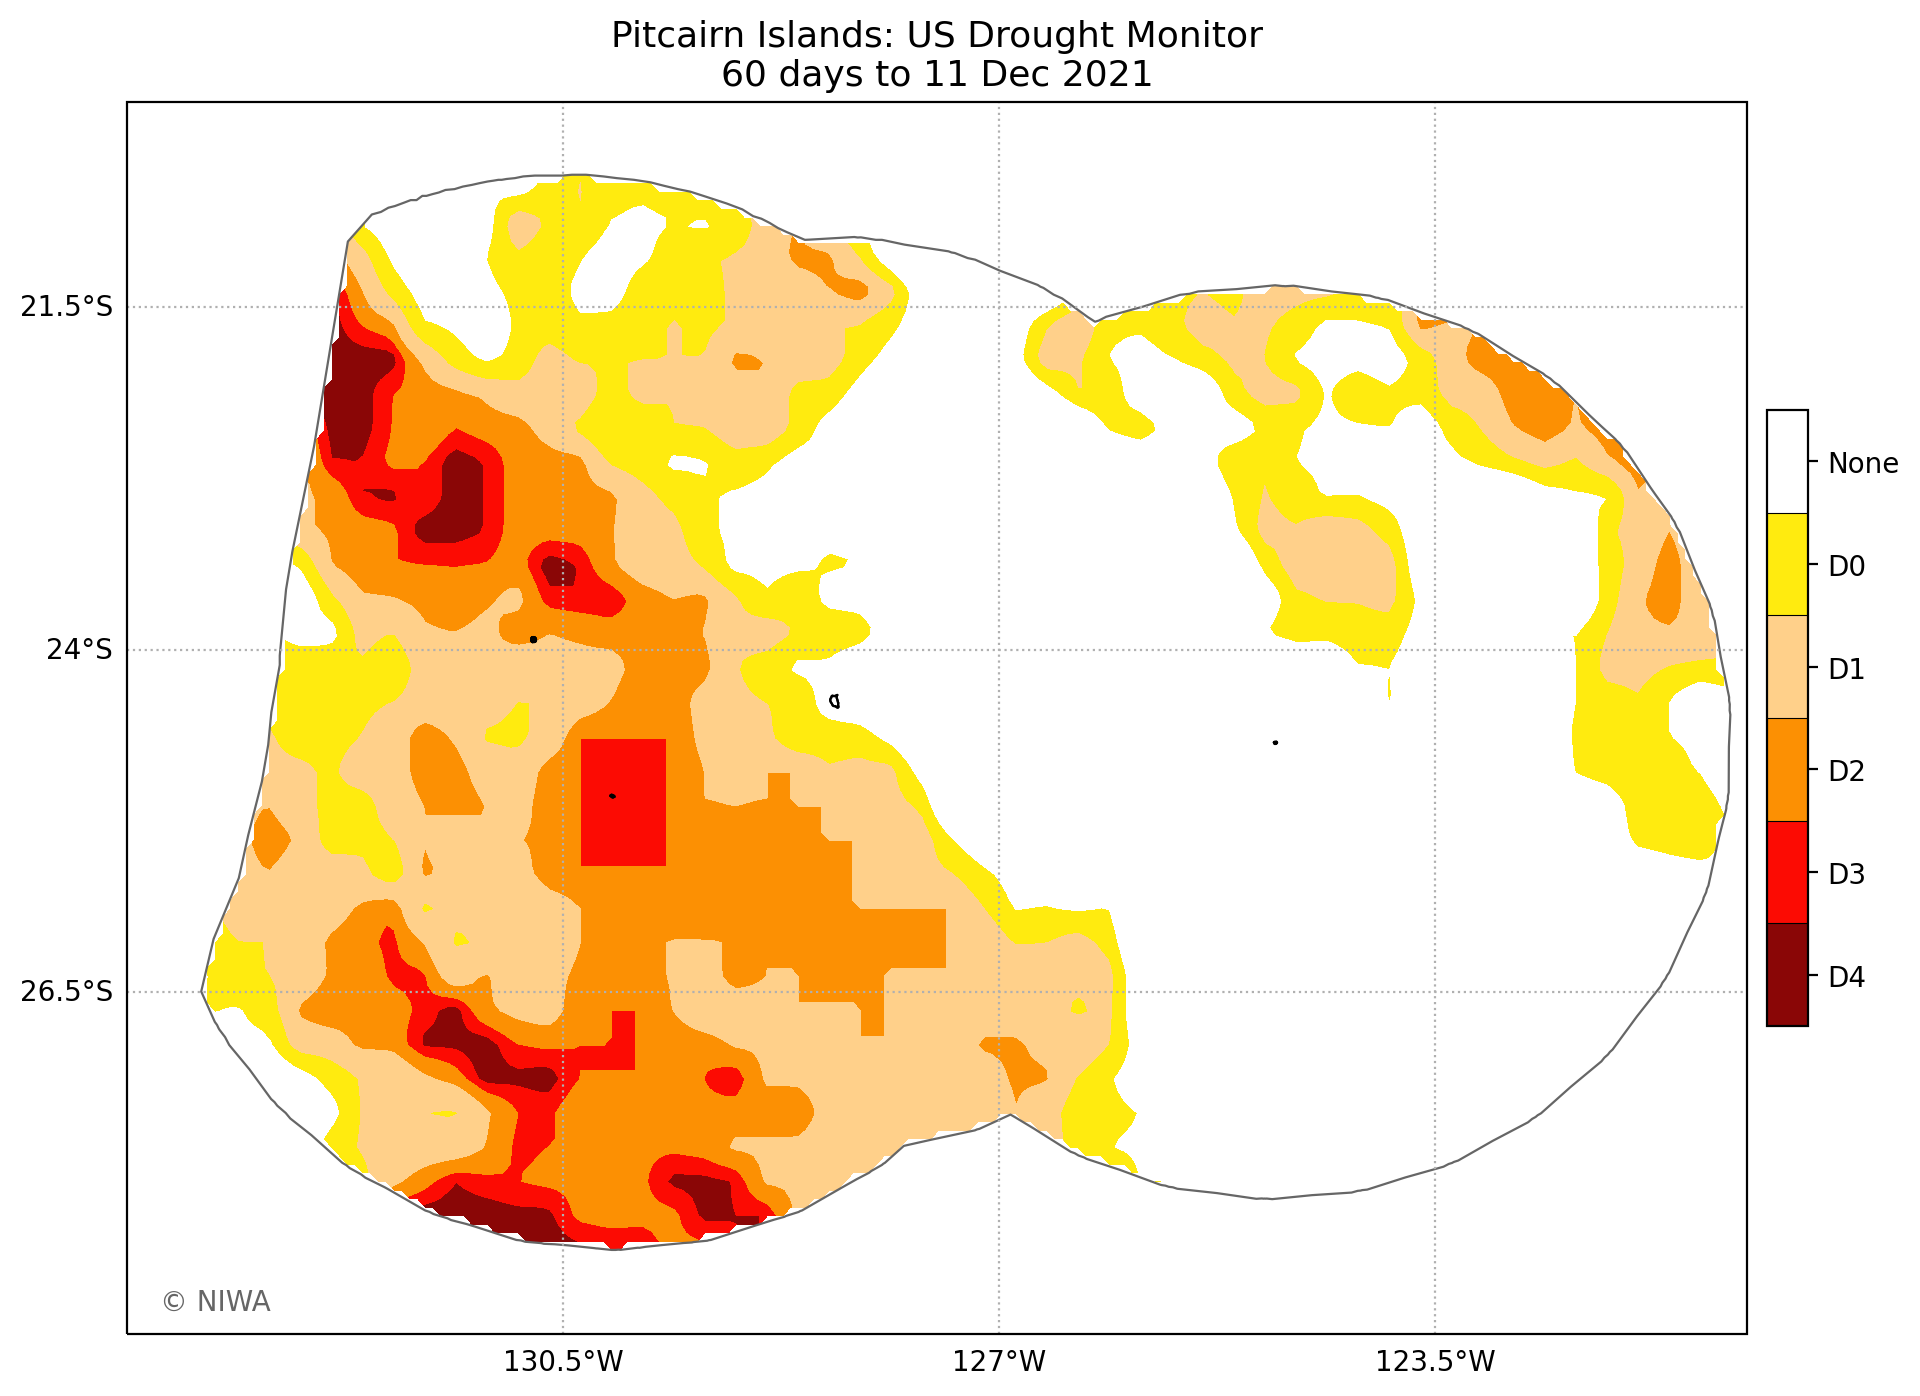 Pitcairn Islands: US Drought Monitor
60 days to 11 Dec 2021
21.5°S
24°S
26.5°S
130.5°W
127°W
123.5°W
None
D0
D1
D2
D3
D4
© NIWA